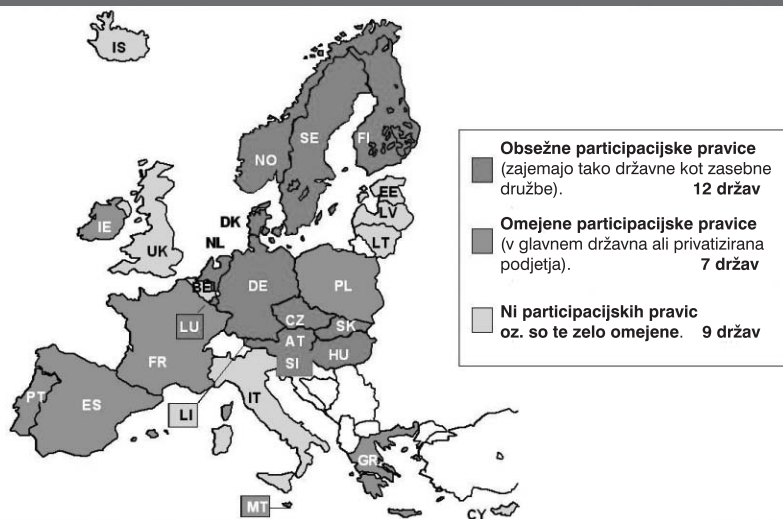 IS
NO
SE
FI
EE
LV
LT
DK
NL
IE
UK
BEL
DE
PL
LU
CZ
SK
AT
HU
SI
FR
LI
IT
PT
ES
GR
MT
CY
Obsežne participacijske pravice
(zajemajo tako državne kot zasebne
družbe). 12 držav
Omejene participacijske pravice
(v glavnem državna ali privatizirana
podjetja). 7 držav
Ni participacijskih pravic
oz. so te zelo omejene. 9 držav